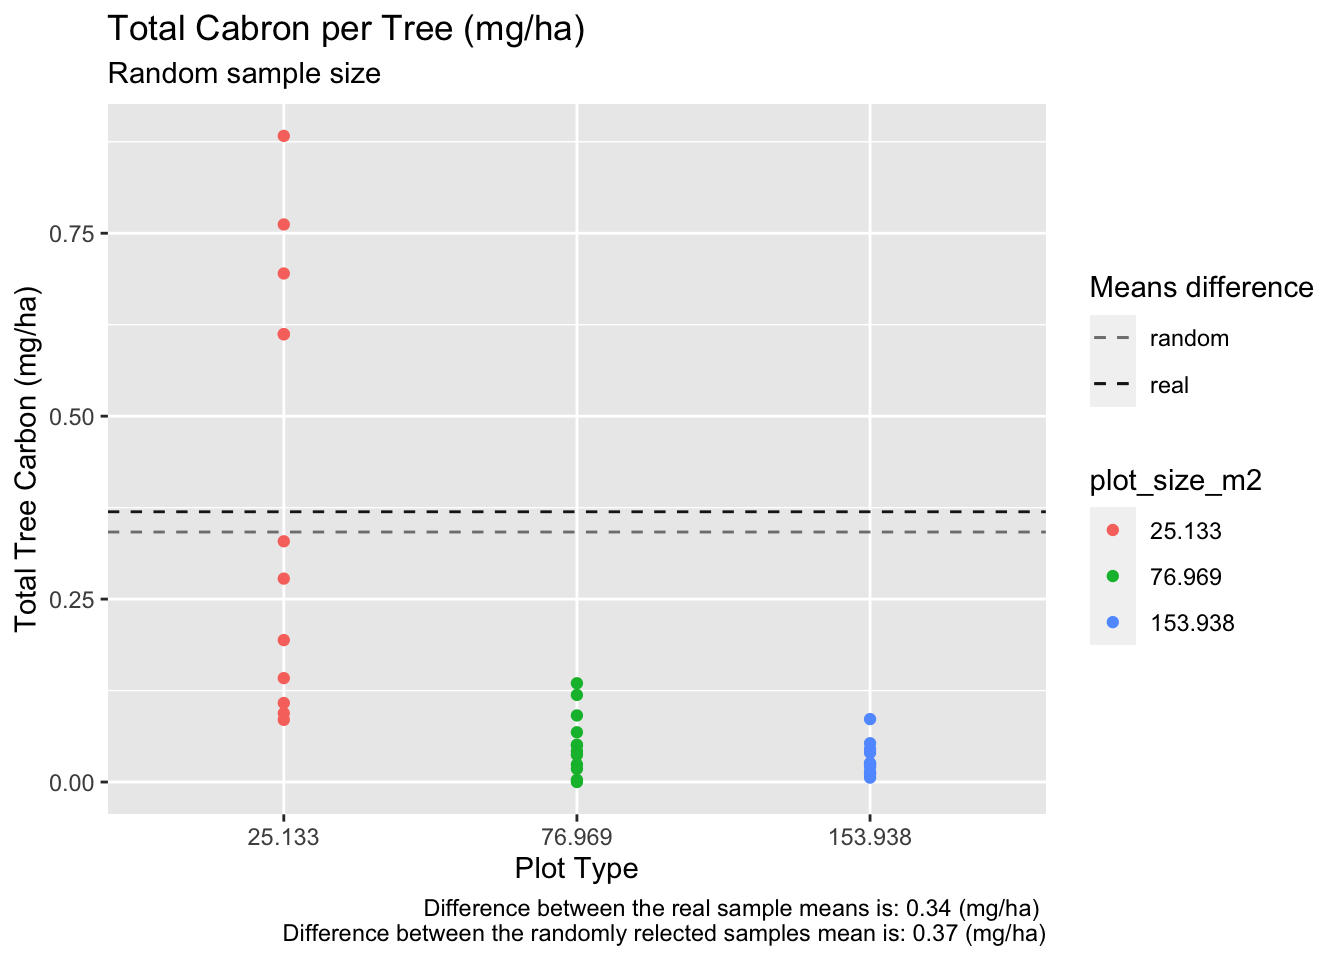 Total Cabron per Tree (mg/ha)
Random sample size
Total Tree Carbon (mg/ha)
0.75
0.50
0.25
0.00
25.133
76.969
153.938
Plot Type
Means difference
random
real
plot_size_m2
25.133
76.969
153.938
Difference between the real sample means is: 0.34 (mg/ha)
Difference between the randomly relected samples mean is: 0.37 (mg/ha)